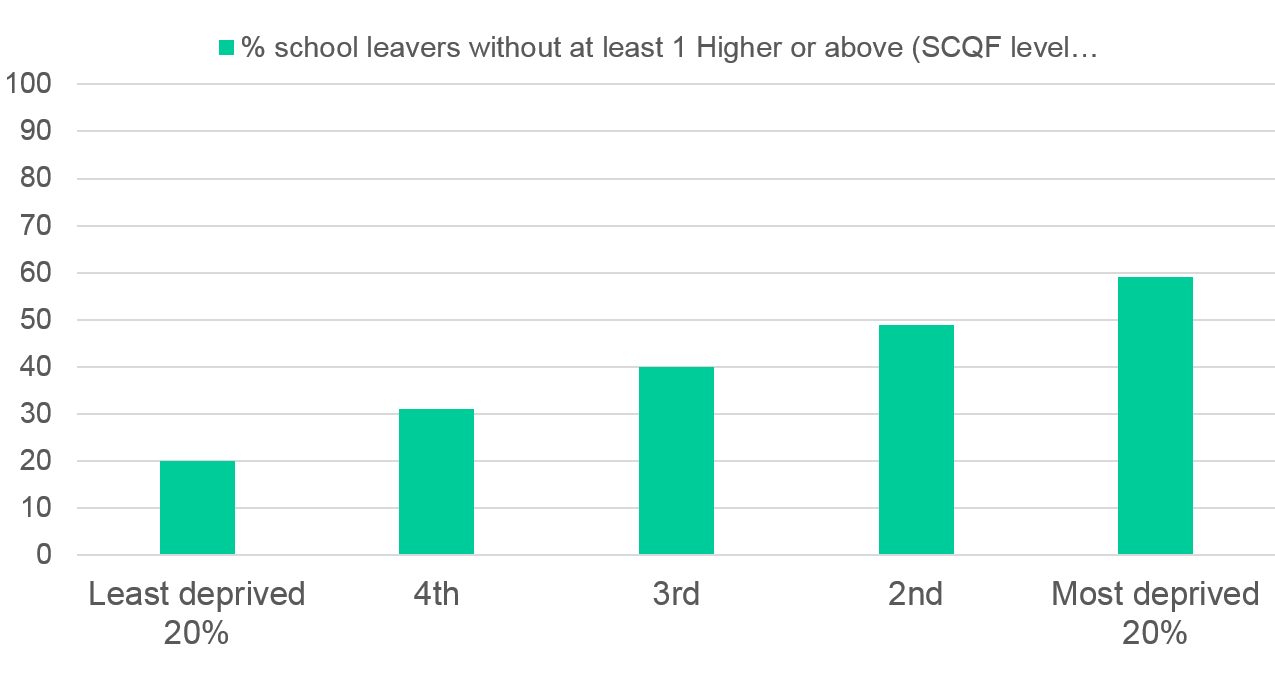 % school leavers without at least 1 Higher or above (SCQF level…
100
90
80
70
60
50
40
30
20
10
0
Least deprived 20%
4th
3rd
2nd
Most deprived 20%